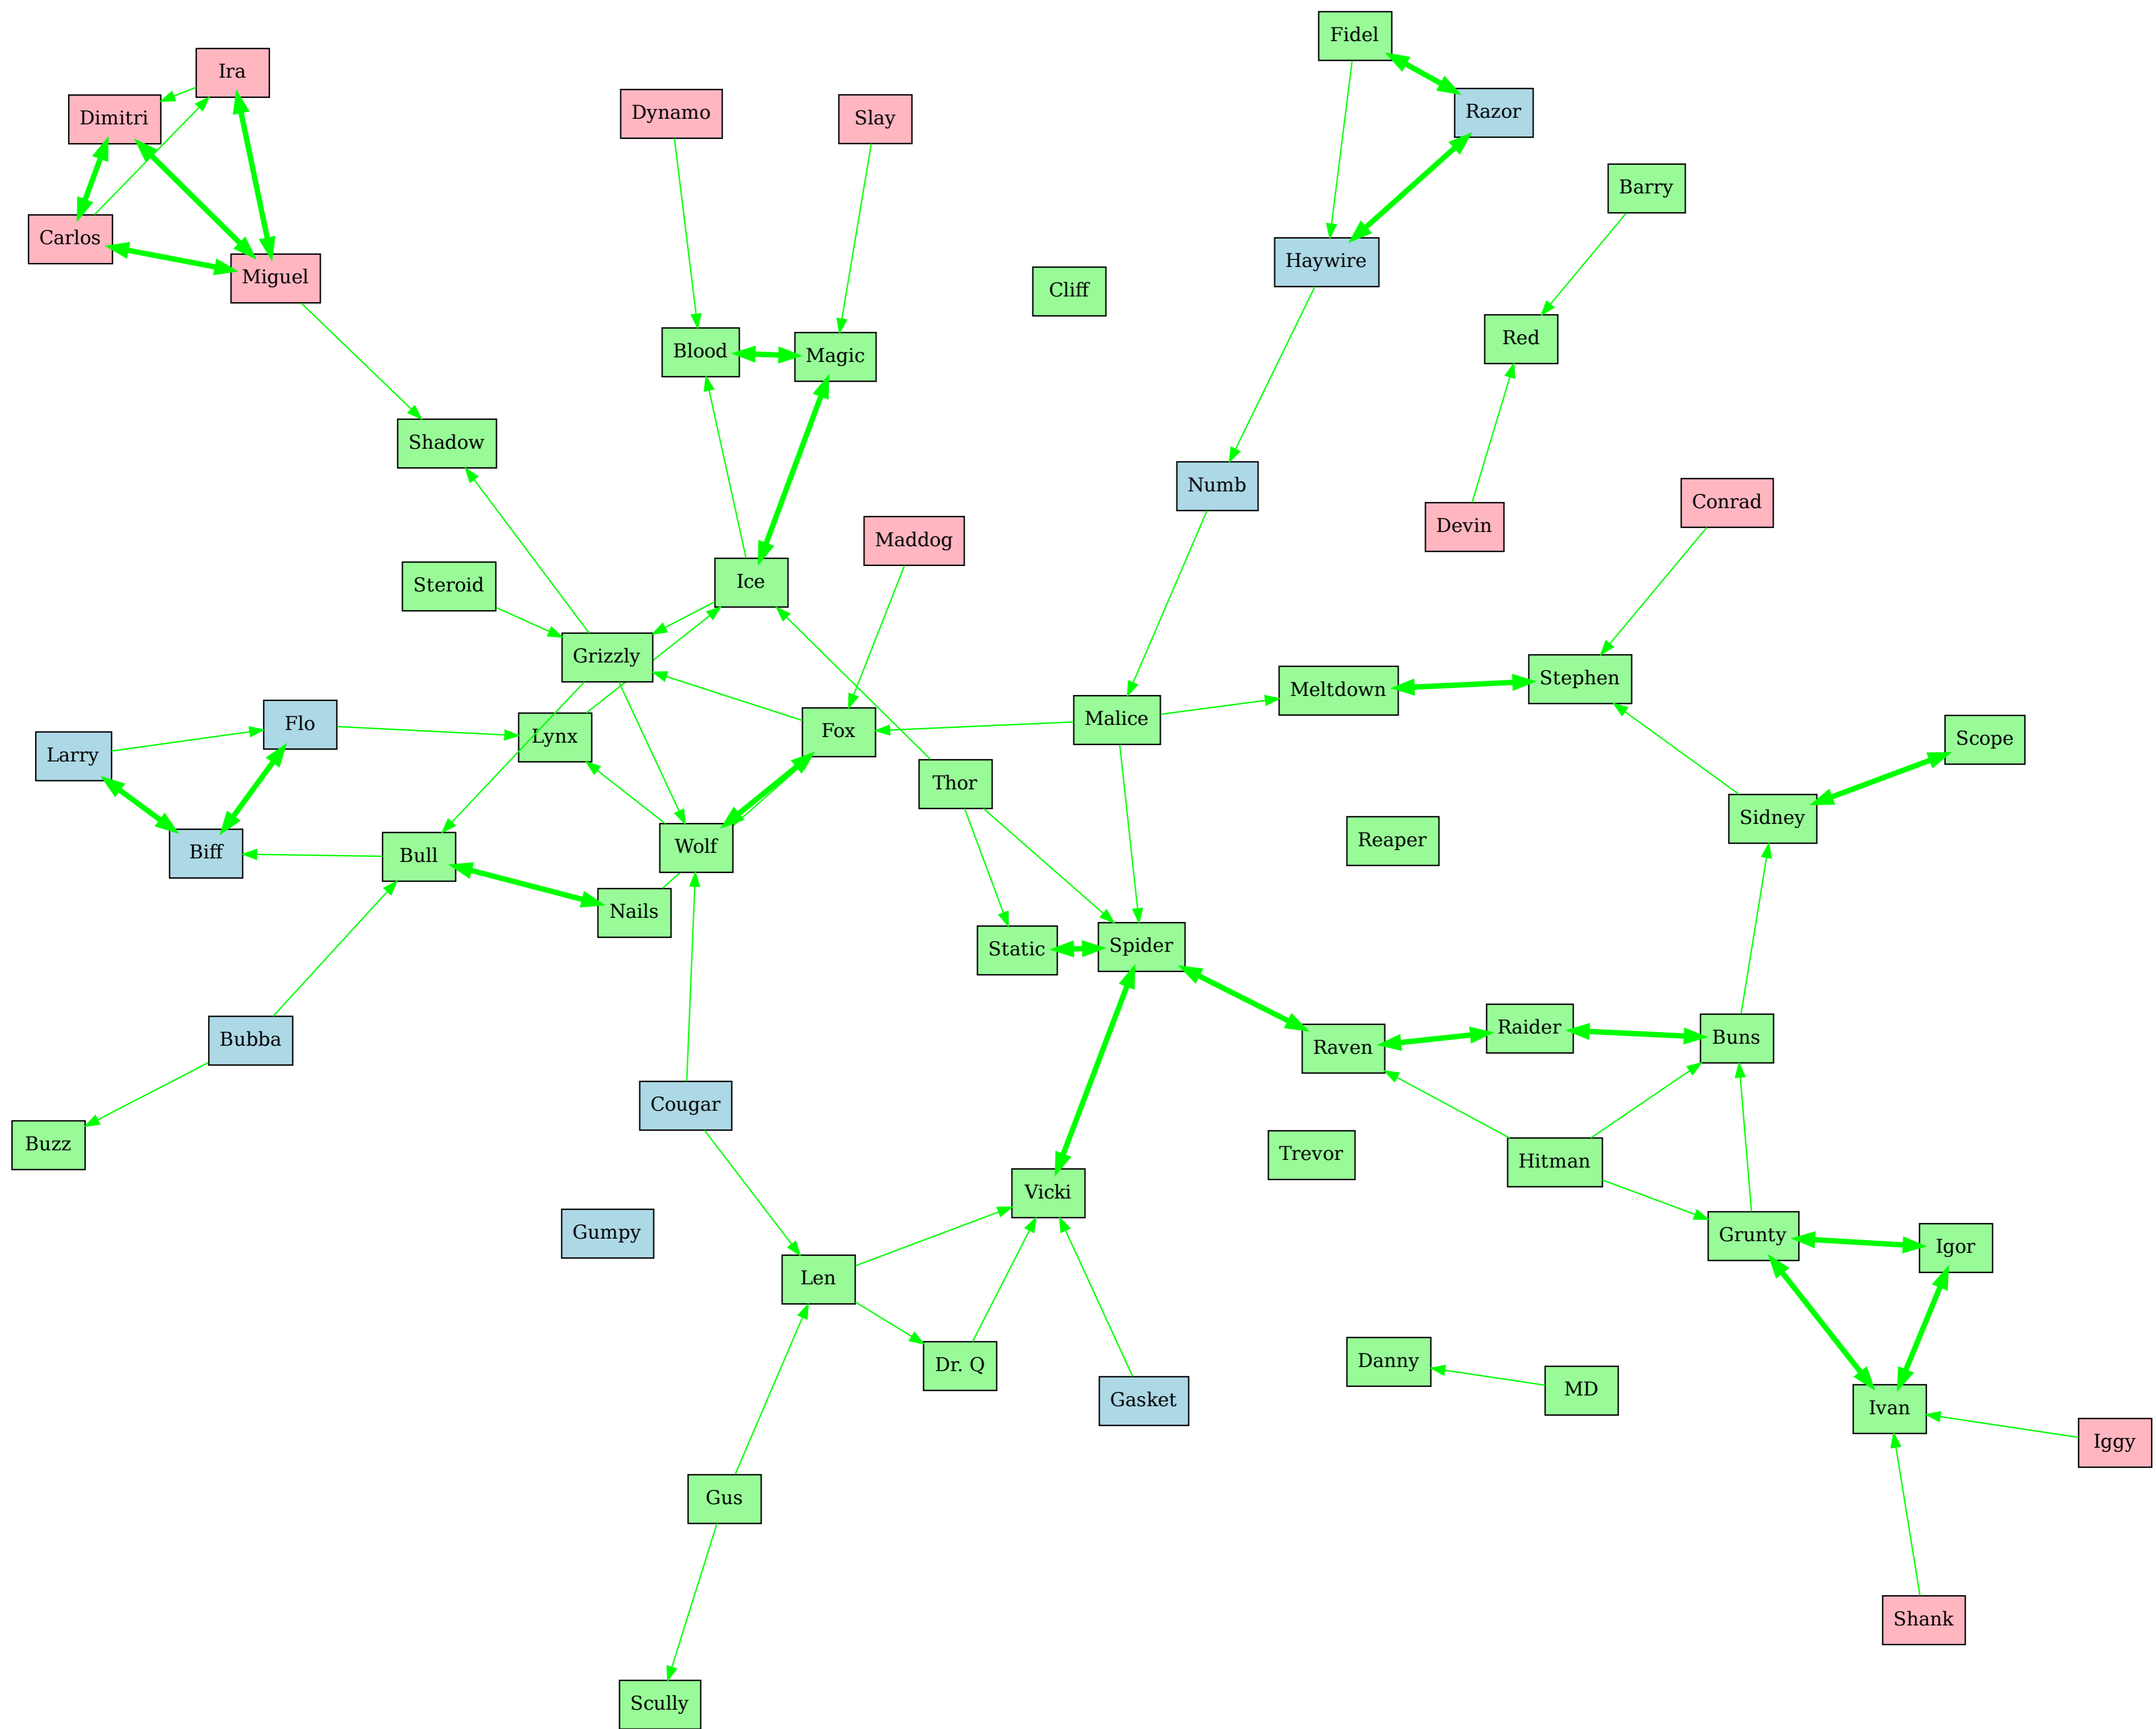 Fidel
Ira
Razor
Dynamo
Slay
Dimitri
Barry
Carlos
Haywire
Miguel
Cliff
Red
Blood
Magic
Shadow
Numb
Conrad
Devin
Maddog
Ice
Steroid
Grizzly
Stephen
Meltdown
Malice
Flo
Fox
Lynx
Scope
Larry
Thor
Sidney
Reaper
Wolf
Biff
Bull
Nails
Spider
Static
Raider
Buns
Bubba
Raven
Cougar
Buzz
Trevor
Hitman
Vicki
Gumpy
Grunty
Igor
Len
Danny
Dr. Q
MD
Gasket
Ivan
Iggy
Gus
Shank
Scully